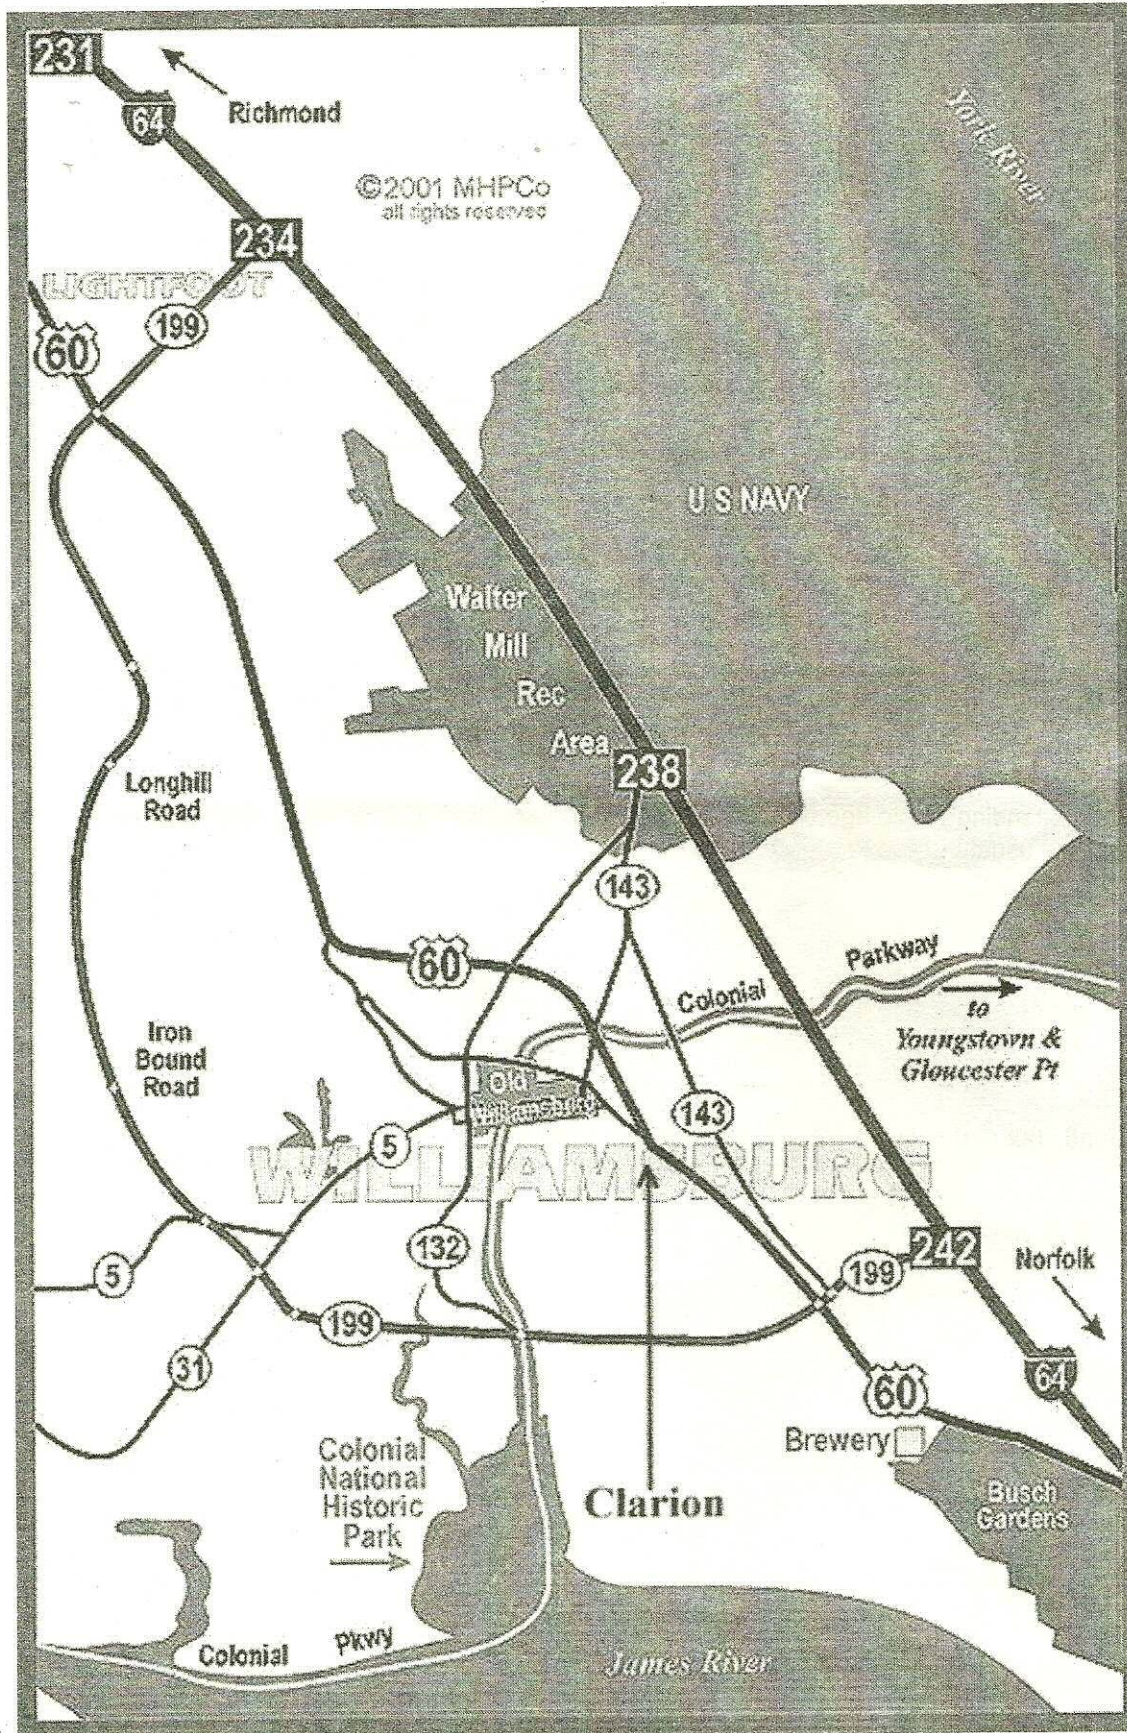 231
64
Richmond
York River
©2001 MHPCo
all rights reserved
234
LIGHTFOOT
199
60
U S NAVY
Walter
Mill
Rec
Area
238
Longhill
Road
143
60
Colonial
Parkway
to
Youngstown &
Gloucester Pt
Iron
Bound
Road
Old
Williamsburg
143
5
WILLIAMSBURG
132
242
Norfolk
5
199
199
31
64
60
Brewery
Colonial
National
Historic
Park
Clarion
Busch
Gardens
Colonial
Pkwy
James River